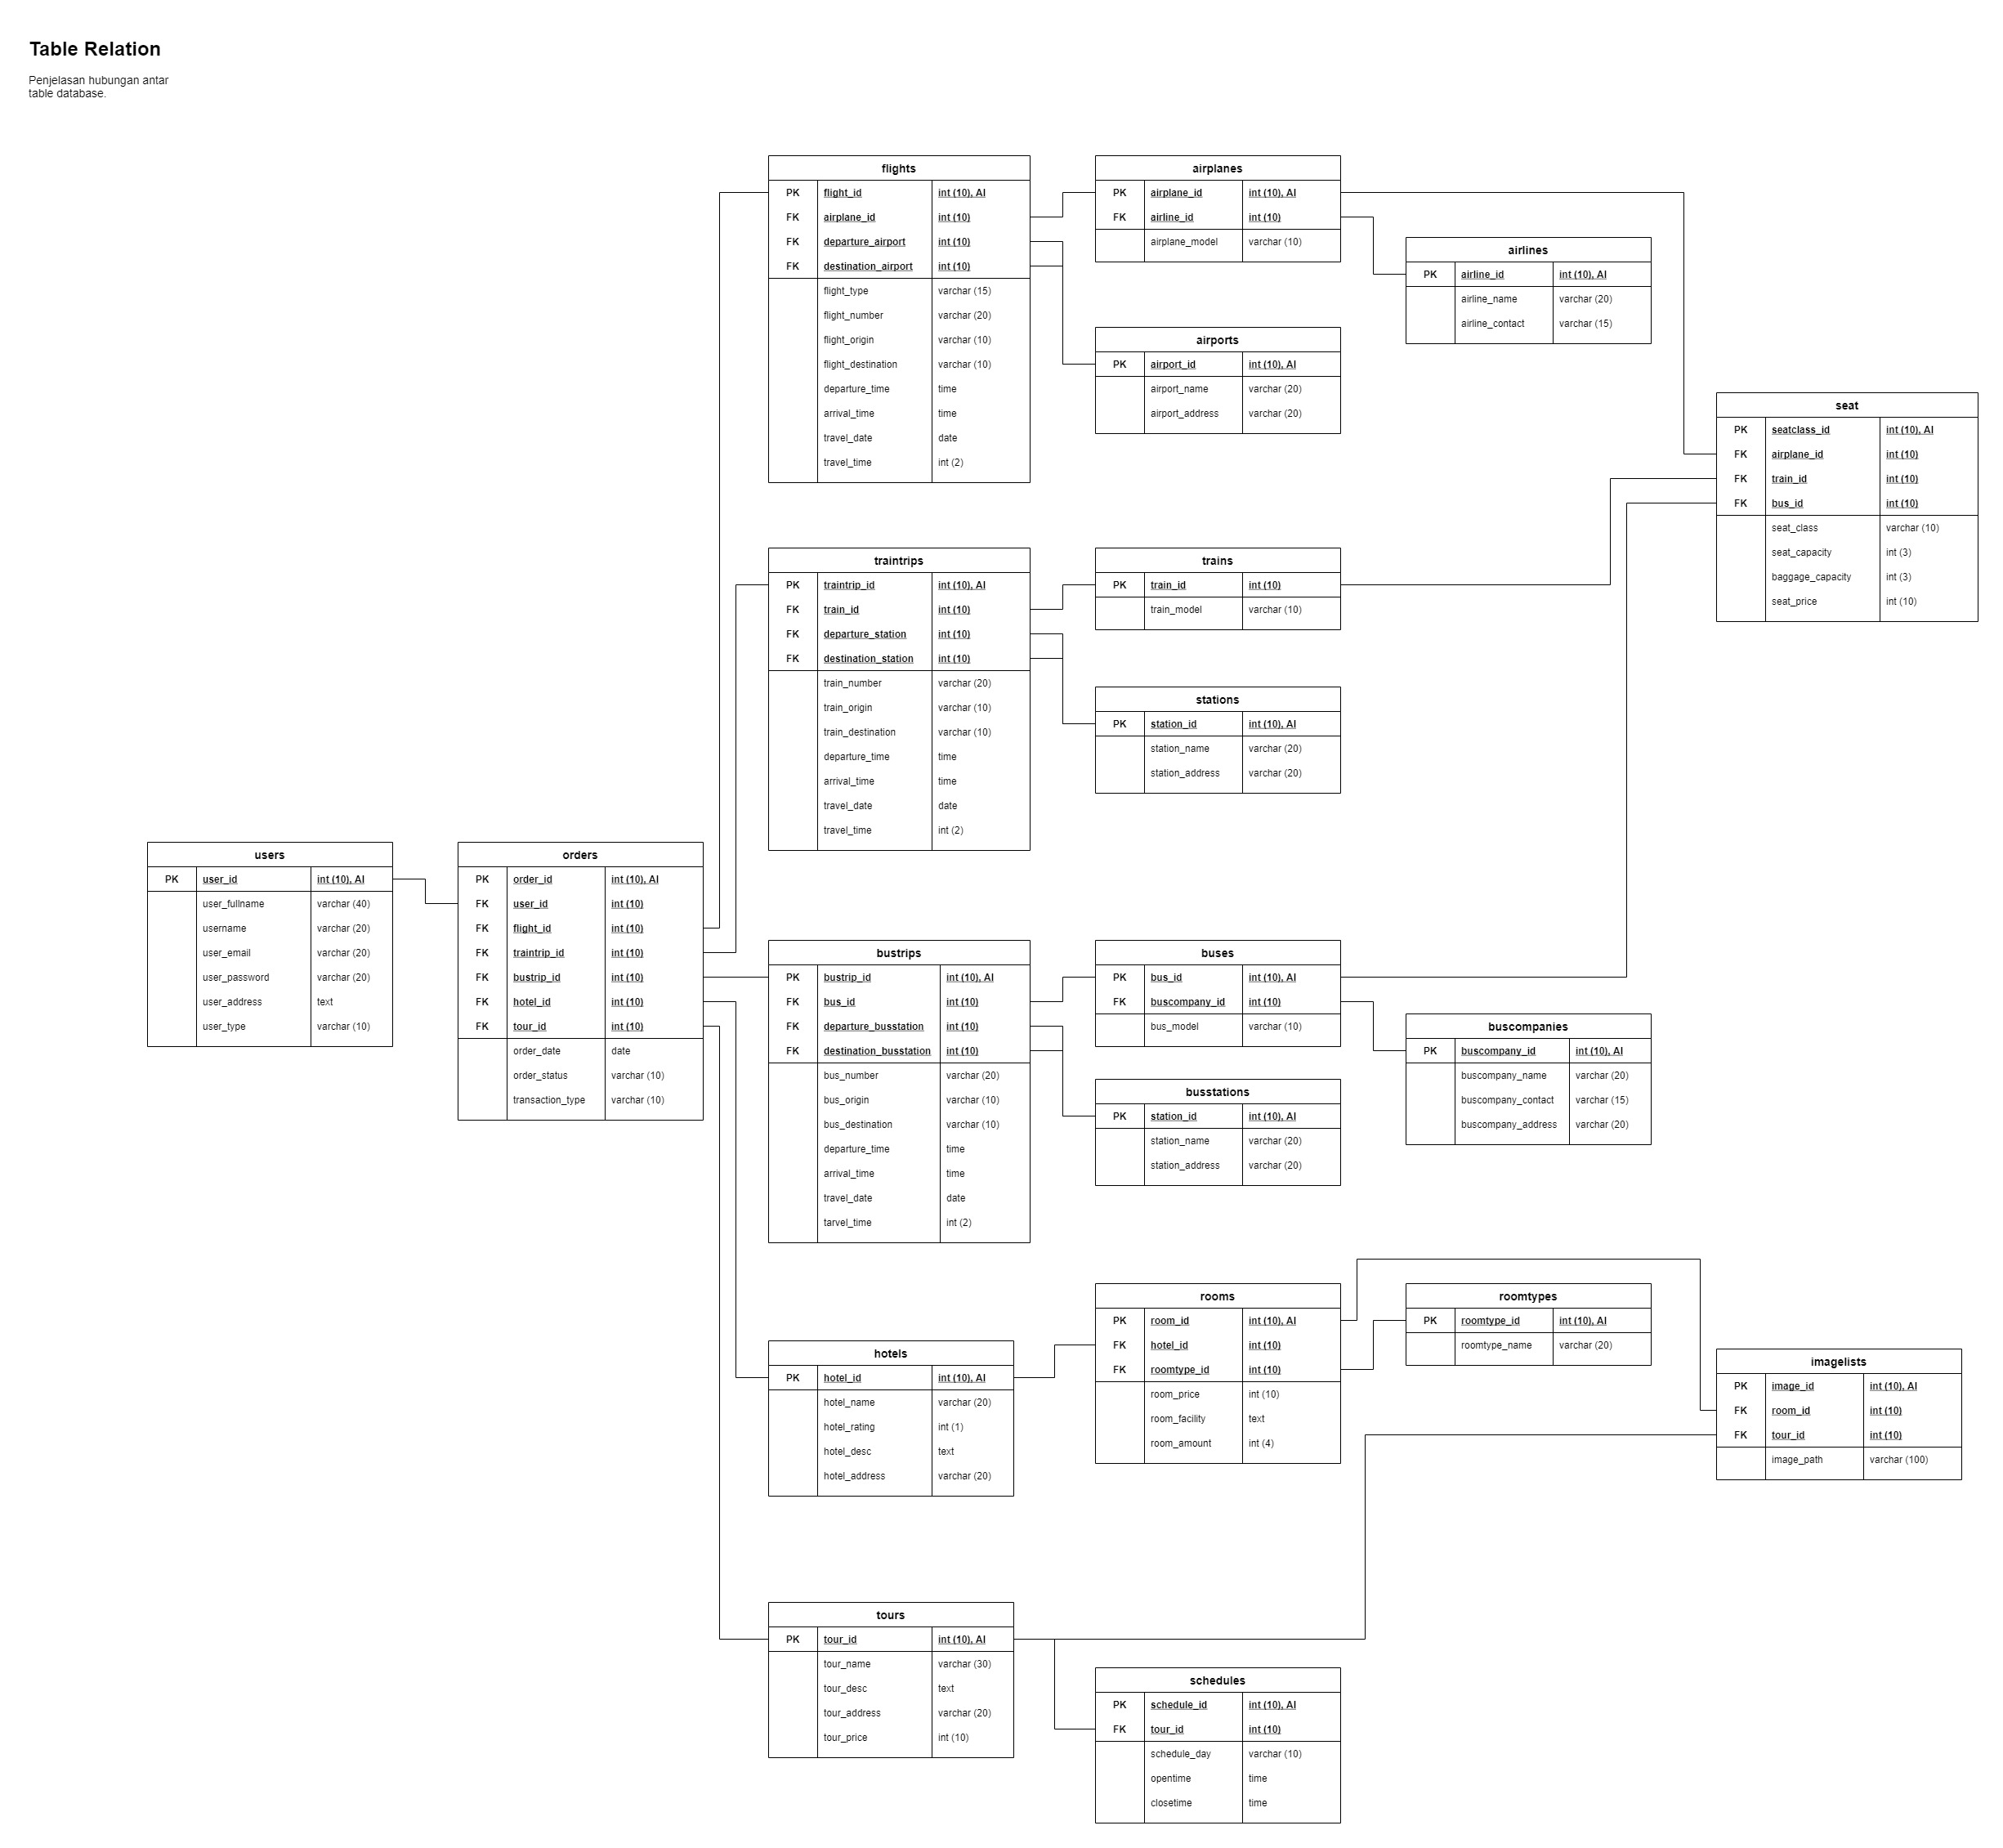 Table Relation
Penjelasan hubungan antar
table database.
flights
PK flight_id int (10), AI
FK airplane_id int (10)
FK departure_airport int (10)
FK destination_airport int (10)
flight_type varchar (15)
flight_number varchar (20)
flight_origin varchar (10)
flight_destination varchar (10)
departure_time time
arrival_time time
travel_date date
travel_time int (2)
airplanes
PK airplane_id int (10), AI
FK airline_id int (10)
airplane_model varchar (10)
airlines
PK airline_id int (10), AI
airline_name varchar (20)
airline_contact varchar (15)
airports
PK airport_id int (10), AI
airport_name varchar (20)
airport_address varchar (20)
seat
PK seatclass_id int (10), AI
FK airplane_id int (10)
FK train_id int (10)
FK bus_id int (10)
seat_class varchar (10)
seat_capacity int (3)
baggage_capacity int (3)
seat_price int (10)
traintrips
PK traintrip_id int (10), AI
FK train_id int (10)
FK departure_station int (10)
FK destination_station int (10)
train_number varchar (20)
train_origin varchar (10)
train_destination varchar (10)
departure_time time
arrival_time time
travel_date date
travel_time int (2)
trains
PK train_id int (10)
train_model varchar (10)
stations
PK station_id int (10), AI
station_name varchar (20)
station_address varchar (20)
users
PK user_id int (10), AI
user_fullname varchar (40)
username varchar (20)
user_email varchar (20)
user_password varchar (20)
user_address text
user_type varchar (10)
orders
PK order_id int (10), AI
FK user_id int (10)
FK flight_id int (10)
FK traintrip_id int (10)
FK bustrip_id int (10)
FK hotel_id int (10)
FK tour_id int (10)
order_date date
order_status varchar (10)
transaction_type varchar (10)
bustrips
PK bustrip_id int (10), AI
FK bus_id int (10)
FK departure_busstation int (10)
FK destination_busstation int (10)
bus_number varchar (20)
bus_origin varchar (10)
bus_destination varchar (10)
departure_time time
arrival_time time
travel_date date
tarvel_time int (2)
buses
PK bus_id int (10), AI
FK buscompany_id int (10)
bus_model varchar (10)
buscompanies
PK buscompany_id int (10), AI
buscompany_name varchar (20)
buscompany_contact varchar (15)
buscompany_address varchar (20)
busstations
PK station_id int (10), AI
station_name varchar (20)
station_address varchar (20)
hotels
PK hotel_id int (10), AI
hotel_name varchar (20)
hotel_rating int (1)
hotel_desc text
hotel_address varchar (20)
rooms
PK room_id int (10), AI
FK hotel_id int (10)
FK roomtype_id int (10)
room_price int (10)
room_facility text
room_amount int (4)
roomtypes
PK roomtype_id int (10), AI
roomtype_name varchar (20)
imagelists
PK image_id int (10), AI
FK room_id int (10)
FK tour_id int (10)
image_path varchar (100)
tours
PK tour_id int (10), AI
tour_name varchar (30)
tour_desc text
tour_address varchar (20)
tour_price int (10)
schedules
PK schedule_id int (10), AI
FK tour_id int (10)
schedule_day varchar (10)
opentime time
closetime time